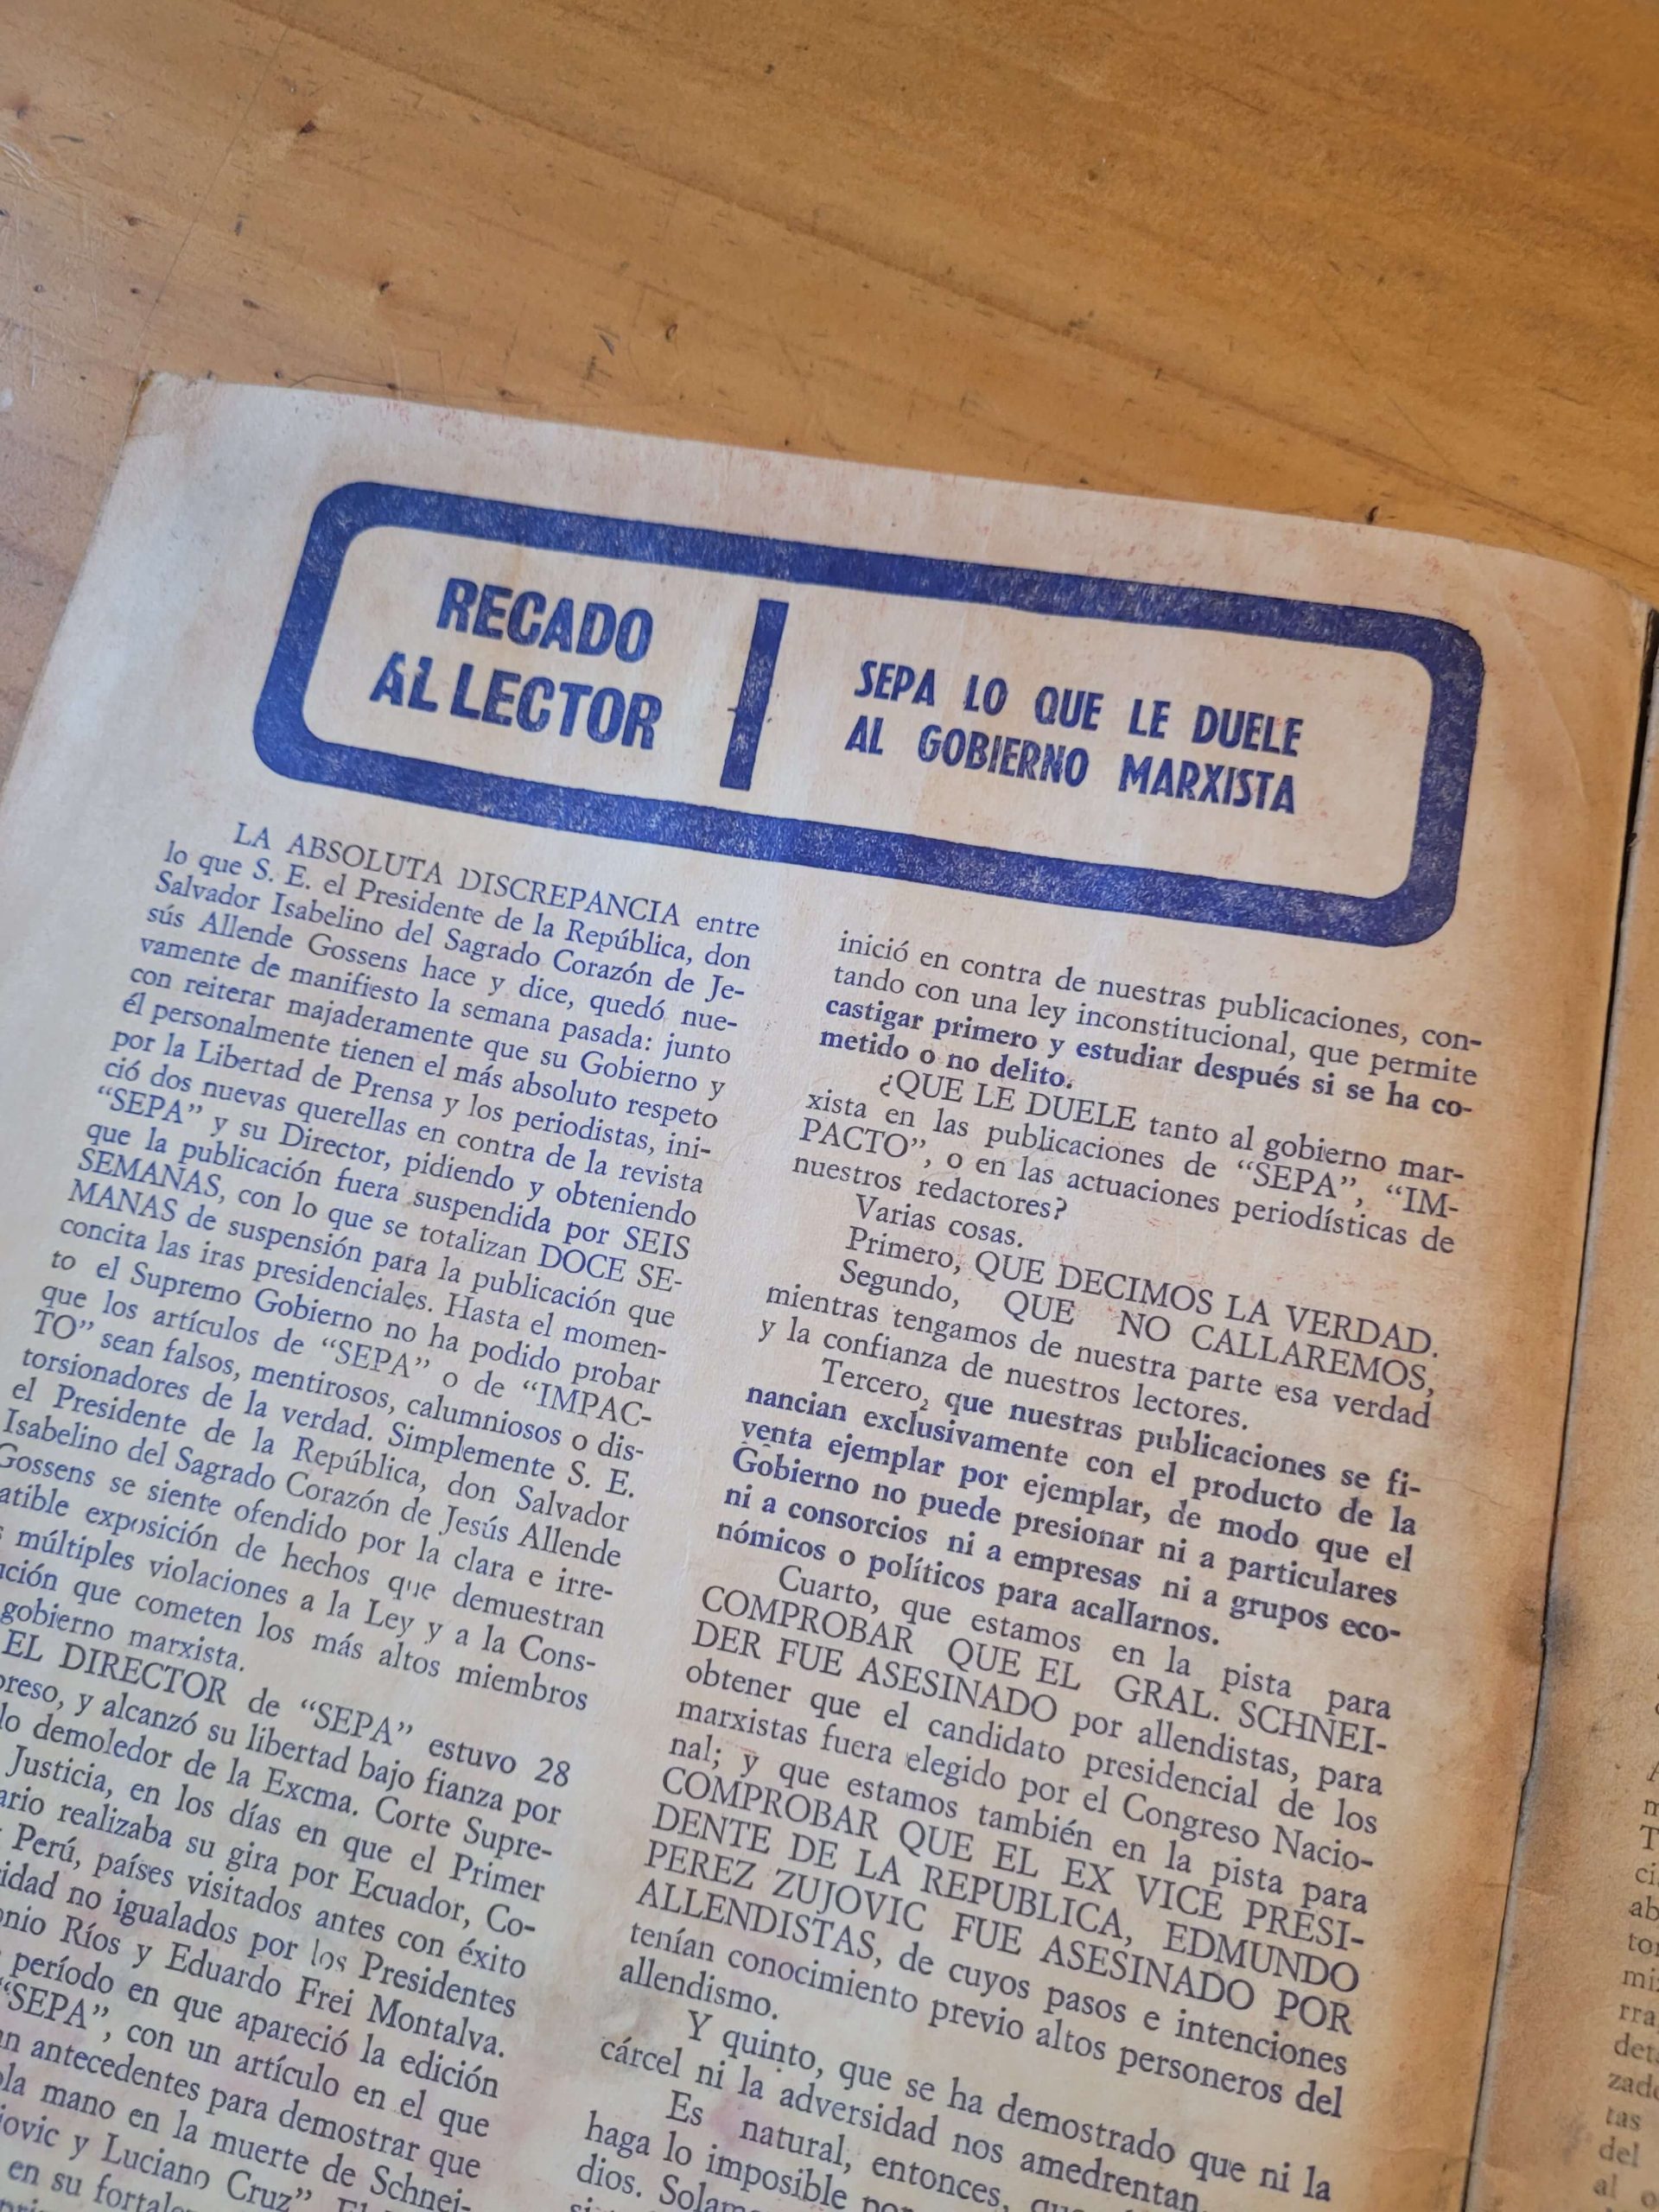 RECADO
AL LECTOR
SEPA LO QUE LE DUELE
AL GOBIERNO MARXISTA
LA ABSOLUTA DISCREPANCIA entre
lo que S. E. el Presidente de la República, don
Salvador Isabelino del Sagrado Corazón de Je-
sús Allende Gossens hace y dice, quedó nue-
vamente de manifiesto la semana pasada: junto
con reiterar majaderamente que su Gobierno y
él personalmente tienen el más absoluto respeto
por la Libertad de Prensa y los periodistas, ini-
ció dos nuevas querellas en contra de la revista
“SEPA” y su Director, pidiendo y obteniendo
que la publicación fuera suspendida por SEIS
SEMANAS, con lo que se totalizan DOCE SE-
MANAS de suspensión para la publicación que
concita las iras presidenciales. Hasta el momen-
to el Supremo Gobierno no ha podido probar
que los artículos de “SEPA” o de “IMPAC-
TO” sean falsos, mentirosos, calumniosos o dis-
torsionadores de la verdad. Simplemente S. E.
el Presidente de la República, don Salvador
Isabelino del Sagrado Corazón de Jesús Allende
Gossens se siente ofendido por la clara e irre-
atible exposición de hechos que demuestran
s múltiples violaciones a la Ley y a la Cons-
ución que cometen los más altos miembros
gobierno marxista.
EL DIRECTOR de “SEPA” estuvo 28
preso, y alcanzó su libertad bajo fianza por
lo demoledor de la Excma. Corte Supre-
Justicia, en los días en que el Primer
ario realizaba su gira por Ecuador, Co-
Perú, países visitados antes con éxito
idad no igualados por los Presidentes
onio Ríos y Eduardo Frei Montalva.
período en que apareció la edición
“SEPA”, con un artículo en el que
an antecedentes para demostrar que
ola mano en la muerte de Schnei-
jovic y Luciano Cruz”. El
en su fortale
inició en contra de nuestras publicaciones, con-
tando con una ley inconstitucional, que permite
castigar primero y estudiar después si se ha co-
metido o no delito.
¿QUE LE DUELE tanto al gobierno mar-
xista en las publicaciones de “SEPA”, “IM-
PACTO”, o en las actuaciones periodísticas de
nuestros redactores?
Varias cosas.
Primero, QUE DECIMOS LA VERDAD.
Segundo, QUE NO CALLAREMOS,
mientras tengamos de nuestra parte esa verdad
y la confianza de nuestros lectores.
Tercero, que nuestras publicaciones se fi-
nancian exclusivamente con el producto de la
venta ejemplar por ejemplar, de modo que el
Gobierno no puede presionar ni a particulares
ni a consorcios ni a empresas ni a grupos eco-
nómicos o políticos para acallarnos.
Cuarto, que estamos en la pista para
COMPROBAR QUE EL GRAL. SCHNEI-
DER FUE ASESINADO por allendistas, para
obtener que el candidato presidencial de los
marxistas fuera elegido por el Congreso Nacio-
nal; y que estamos también en la pista para
COMPROBAR QUE EL EX VICE PRESI-
DENTE DE LA REPUBLICA, EDMUNDO
PEREZ ZUJOVIC FUE ASESINADO POR
ALLENDISTAS, de cuyos pasos e intenciones
tenían conocimiento previo altos personeros del
allendismo.
Y quinto, que se ha demostrado que ni la
cárcel ni la adversidad nos amedrentan.
Es natural, entonces, que
haga lo imposible por
dios.